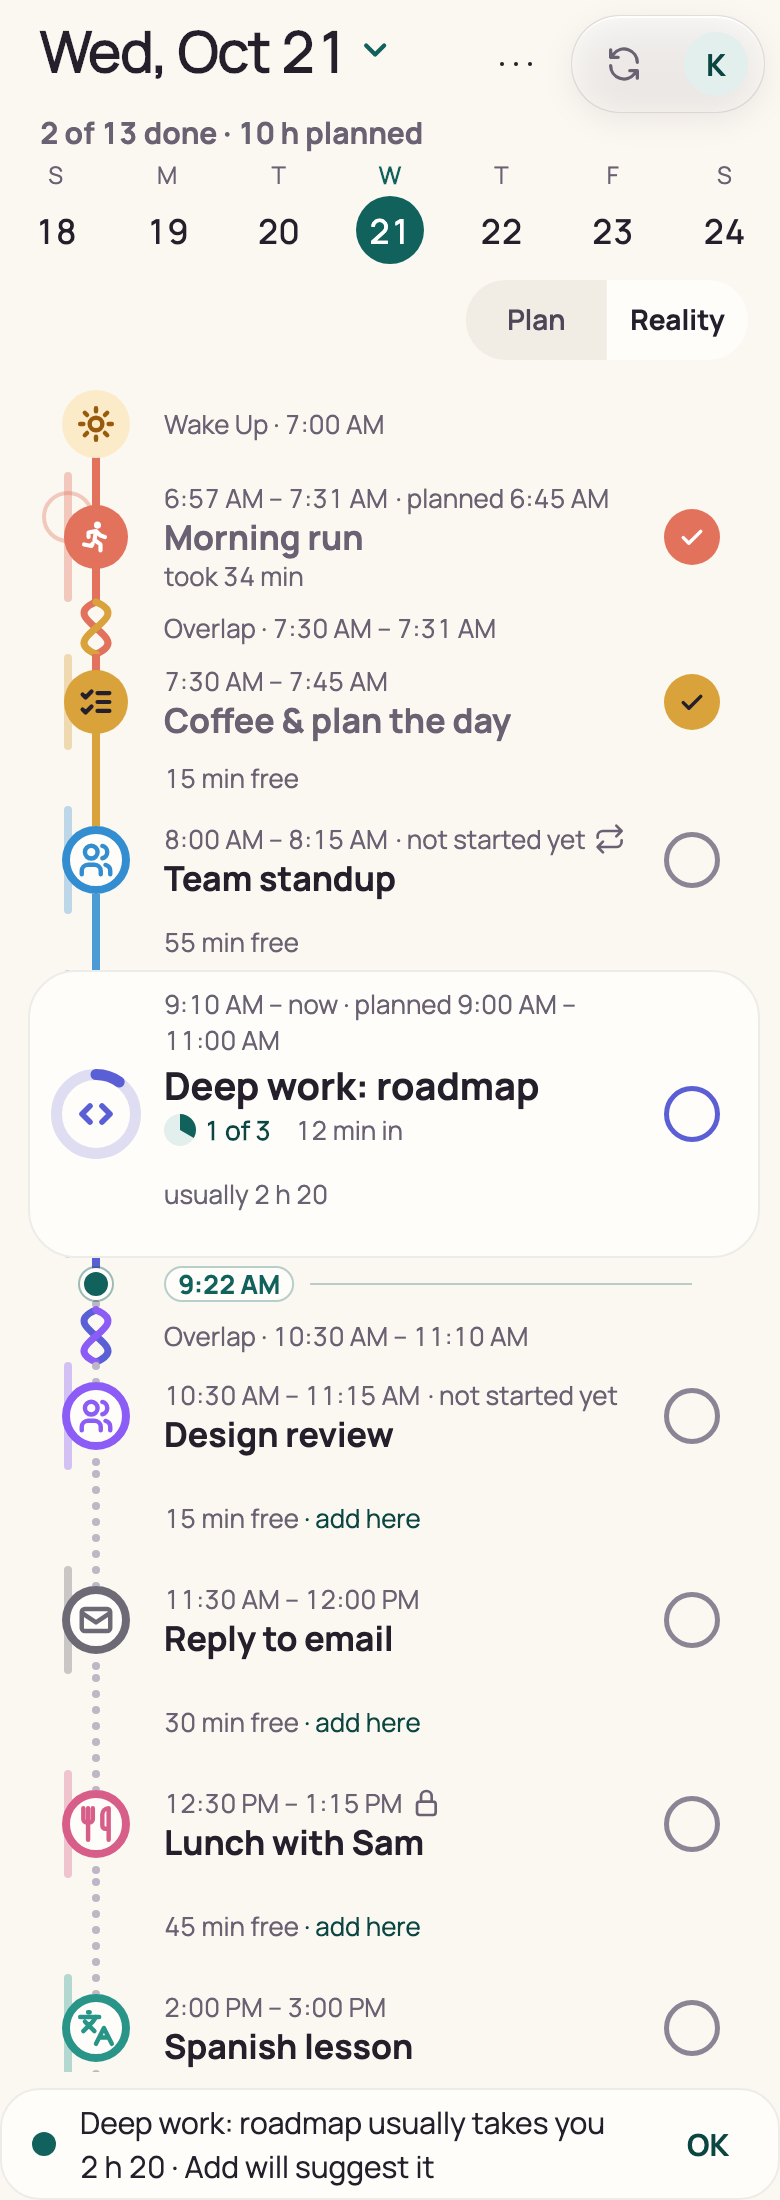 Wed, Oct 21
...
K
2 of 13 done · 10 h planned
S M T W T F S
18 19 20 21 22 23 24
Plan Reality
Wake Up · 7:00 AM
6:57 AM – 7:31 AM · planned 6:45 AM
Morning run
took 34 min
Overlap · 7:30 AM – 7:31 AM
7:30 AM – 7:45 AM
Coffee & plan the day
15 min free
8:00 AM – 8:15 AM · not started yet
Team standup
55 min free
9:10 AM – now · planned 9:00 AM –
11:00 AM
Deep work: roadmap
1 of 3 12 min in
usually 2 h 20
9:22 AM
Overlap · 10:30 AM – 11:10 AM
10:30 AM – 11:15 AM · not started yet
Design review
15 min free · add here
11:30 AM – 12:00 PM
Reply to email
30 min free · add here
12:30 PM – 1:15 PM
Lunch with Sam
45 min free · add here
2:00 PM – 3:00 PM
Spanish lesson
Deep work: roadmap usually takes you
2 h 20 · Add will suggest it
OK